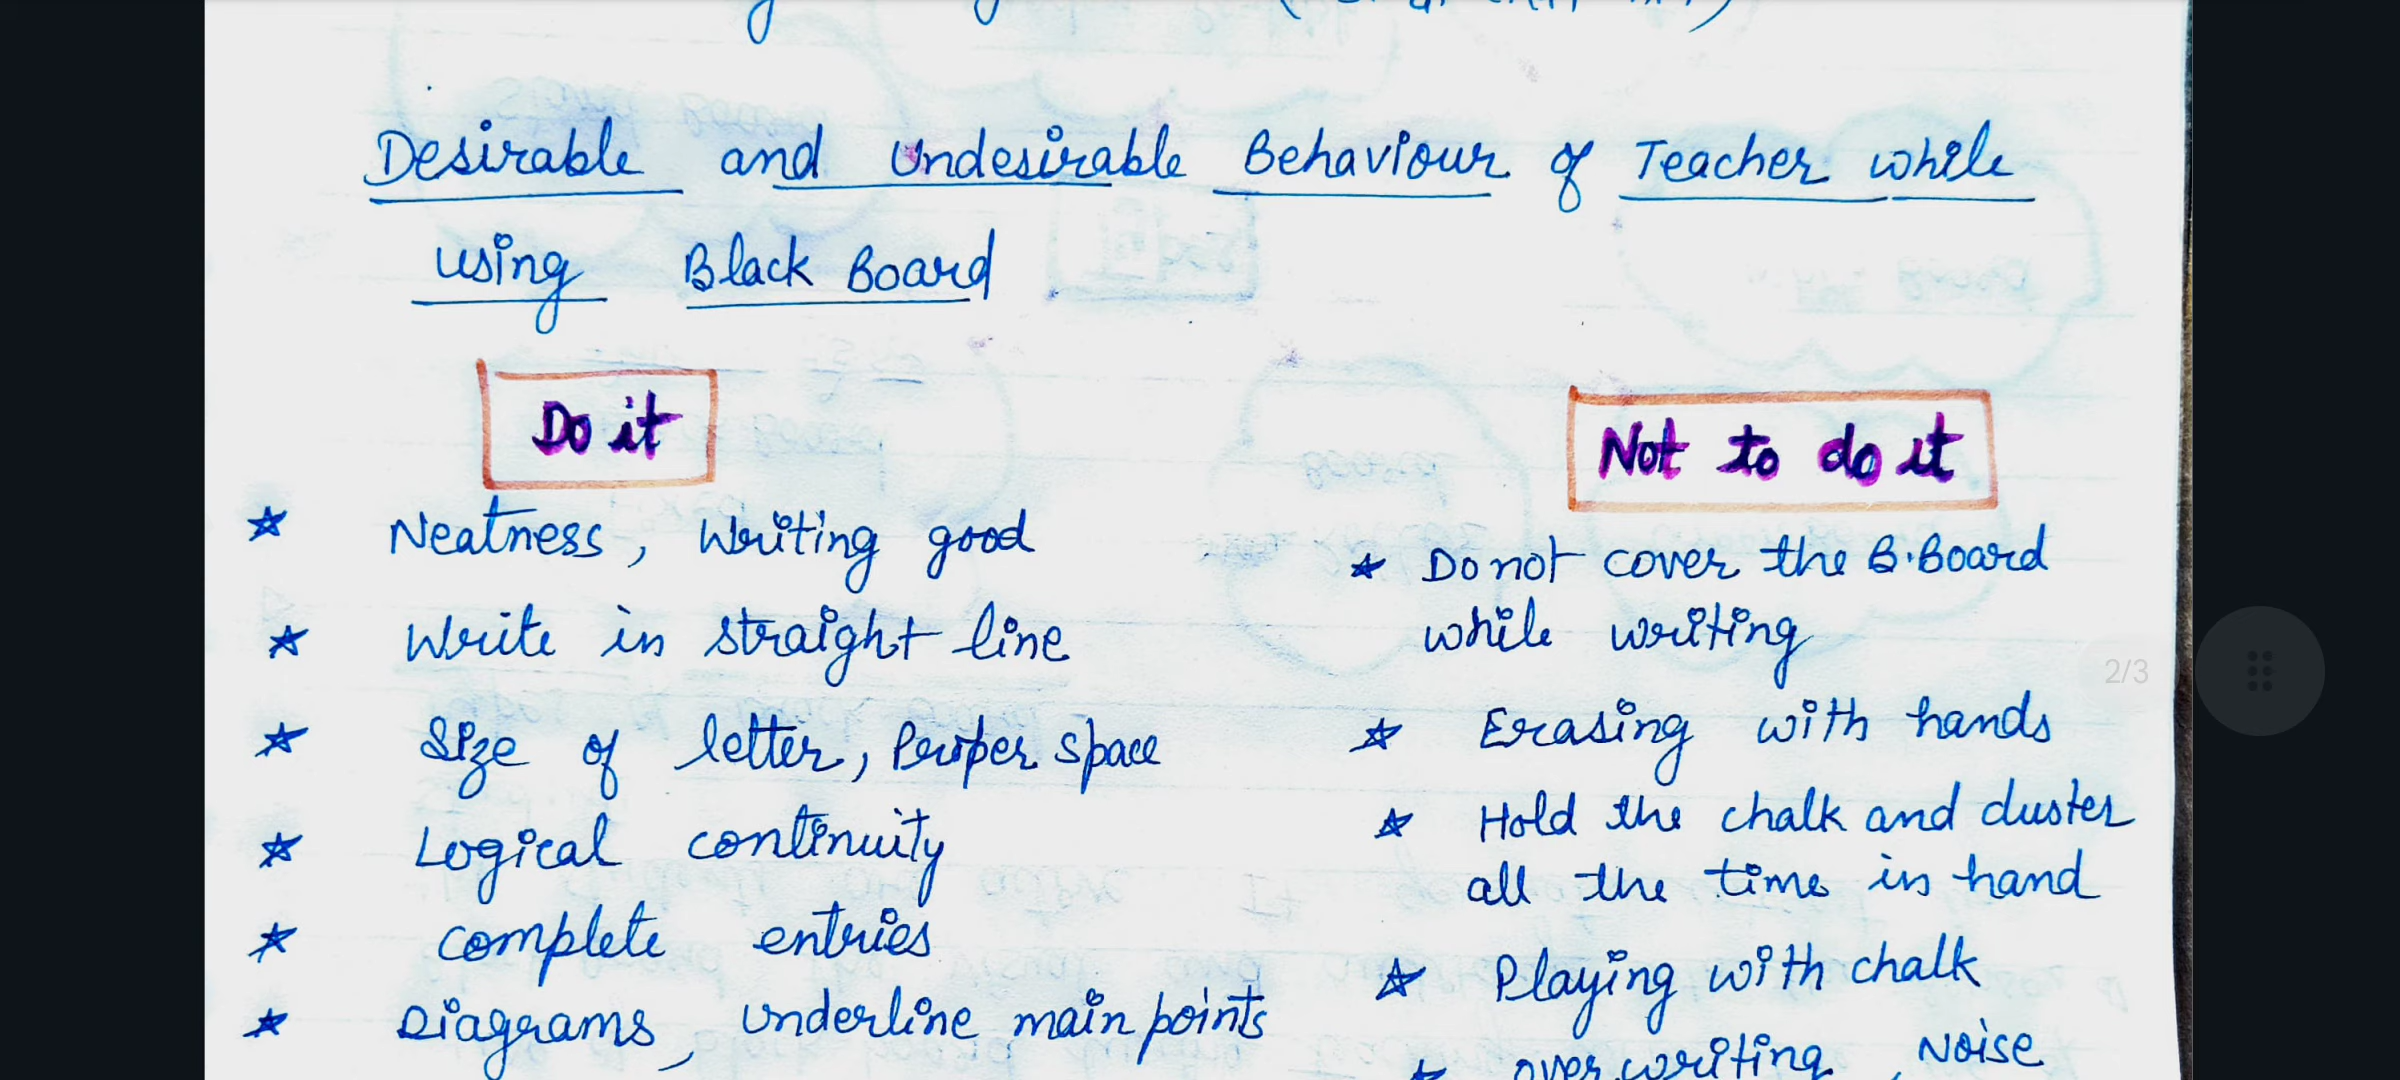 Desirable and Undesirable Behaviour of Teacher while
using Black Board
Do it
Not to do it
★ Neatness, Writing good
★ Write in straight line
★ Size of letter, Proper space
★ Logical continuity
★ complete entries
★ Diagrams, underline main points
★ Do not cover the B.Board
while writing
★ Erasing with hands
★ Hold the chalk and duster
all the time in hand
★ Playing with chalk
★ over writing, Noise
2/3